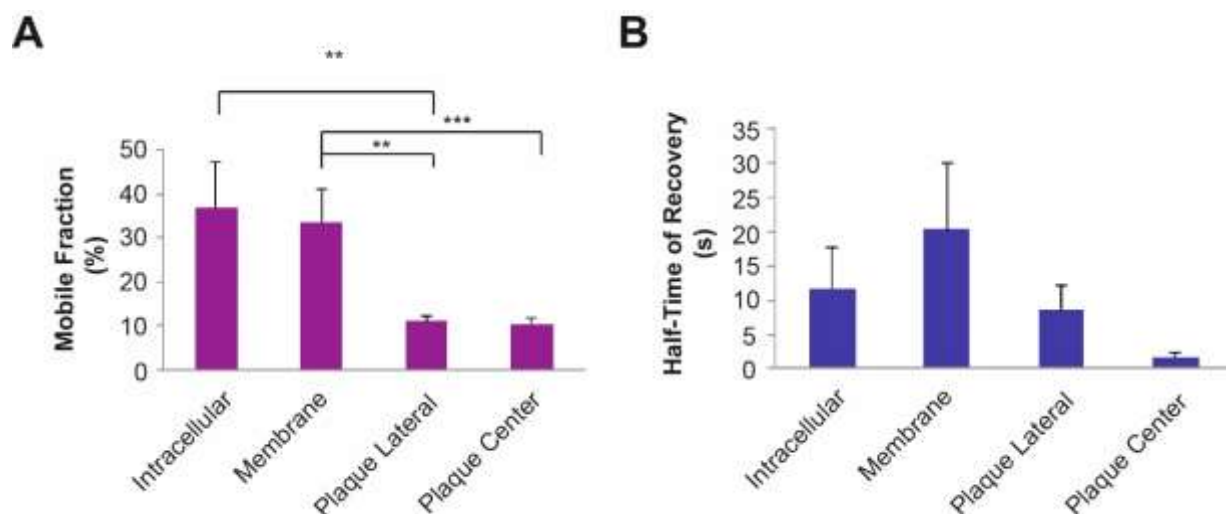 A
**
***
**
50
40
30
20
10
0
Mobile Fraction
(%)
Intracellular
Membrane
Plaque Lateral
Plaque Center
B
35
30
25
20
15
10
5
0
Half-Time of Recovery
(s)
Intracellular
Membrane
Plaque Lateral
Plaque Center